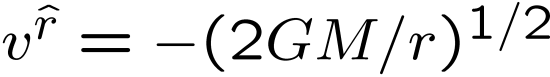 v^{\hat{r}} = −(2GM/r)^{1/2}